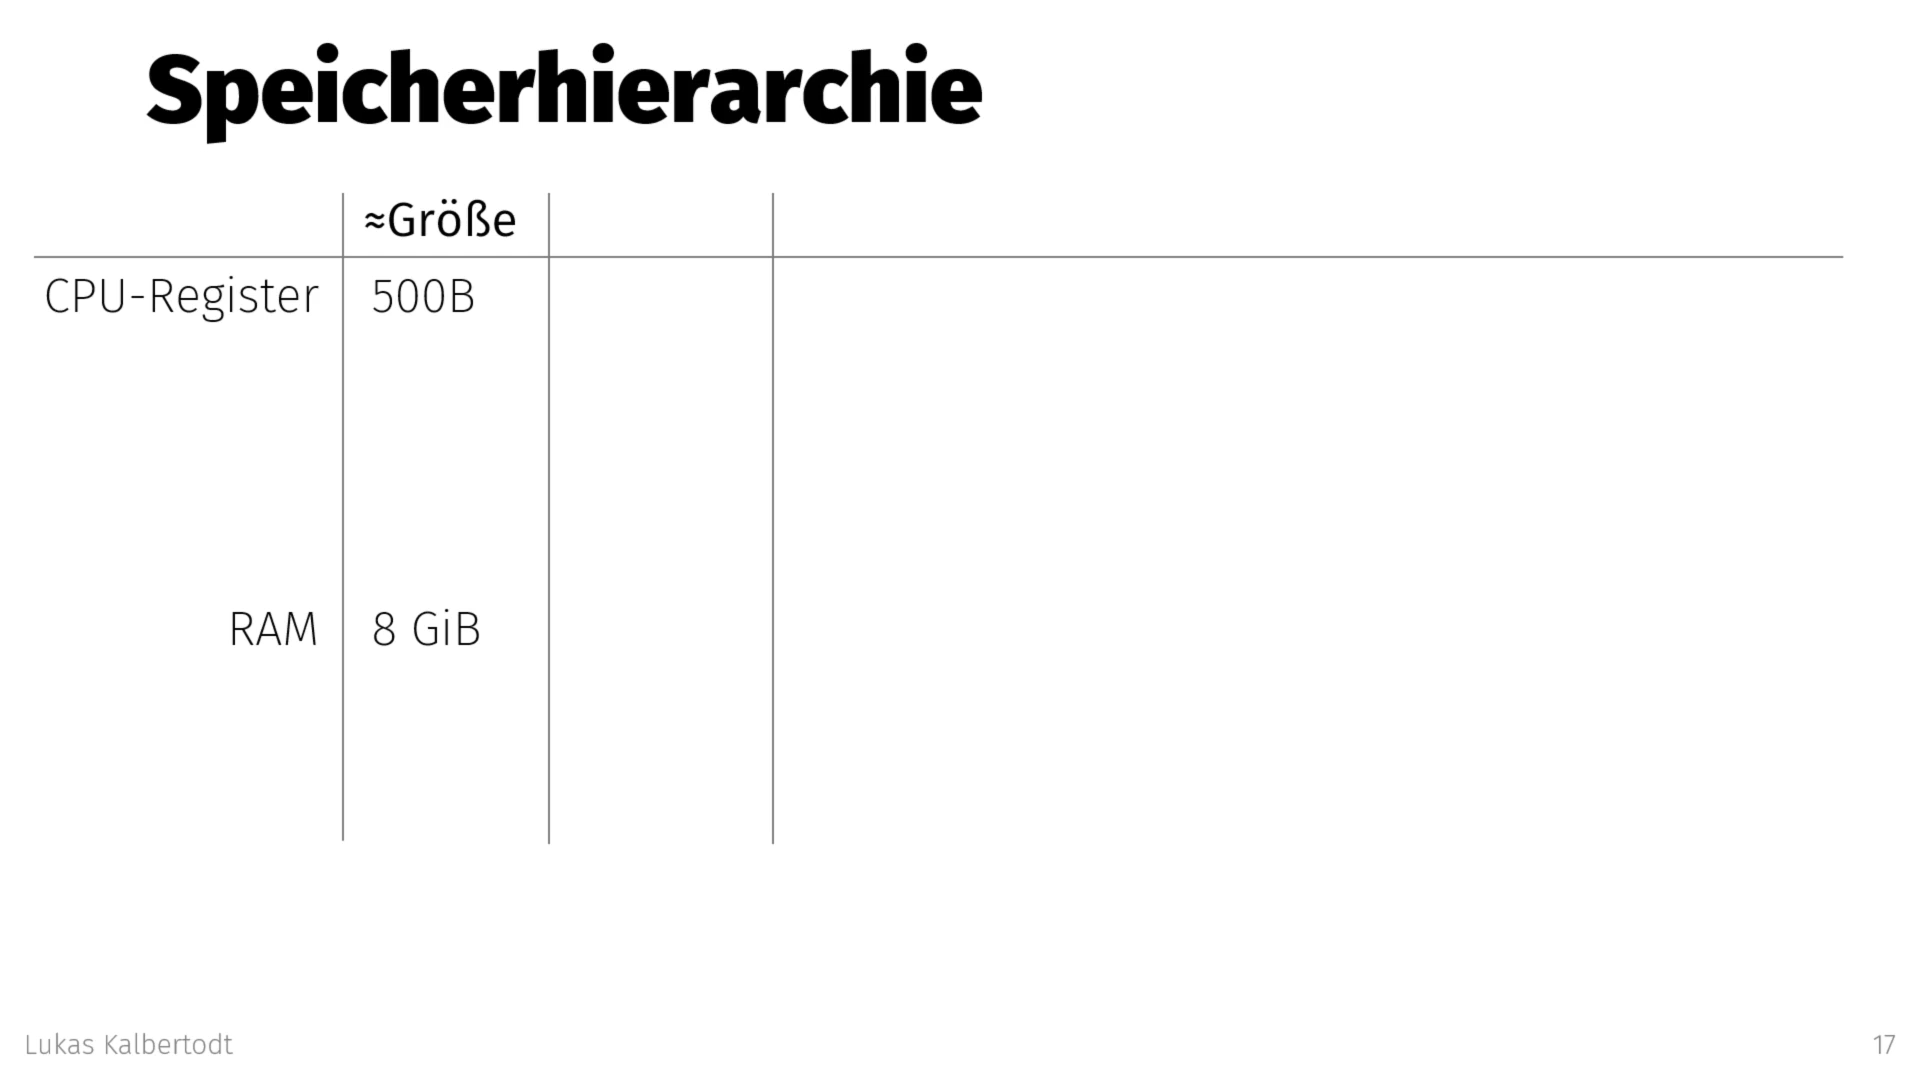 Speicherhierarchie
≈Größe
CPU-Register 500B
RAM 8 GiB
Lukas Kalbertodt 17